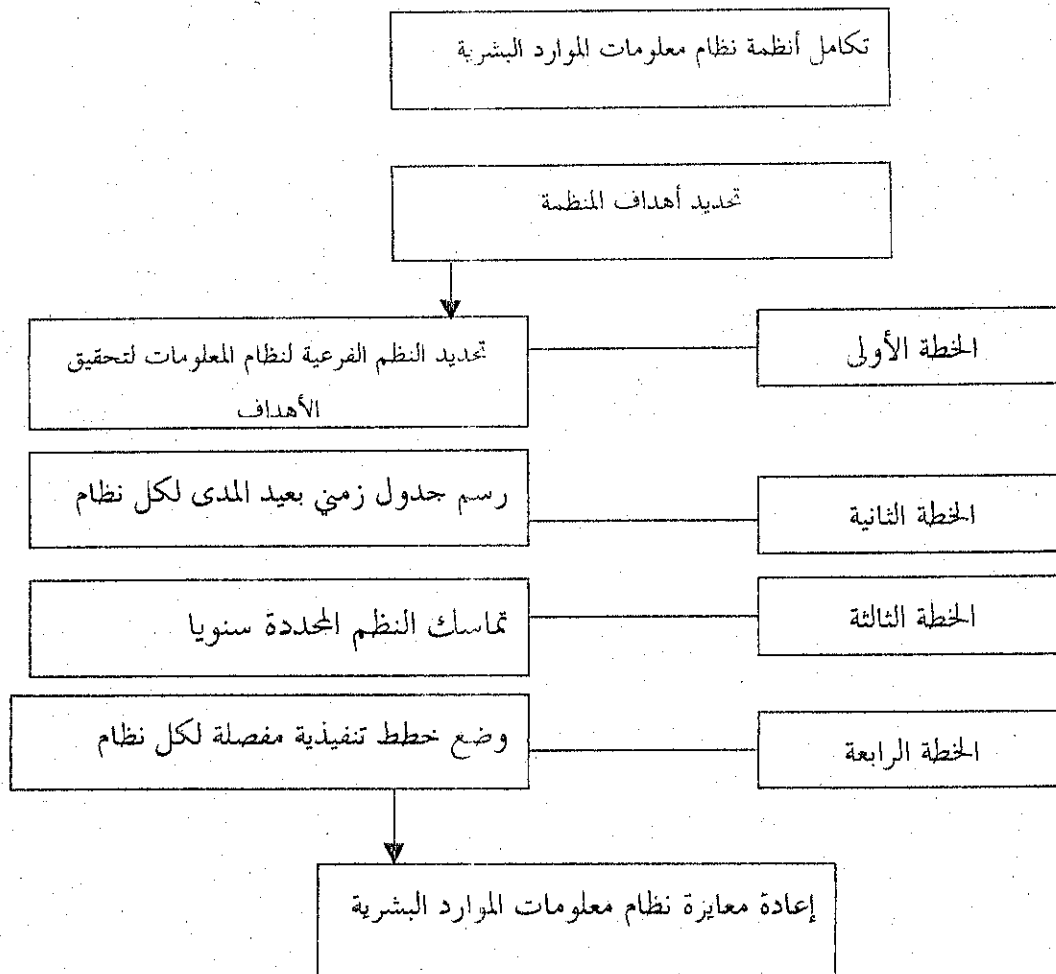 تكامل أنظمة نظام معلومات الموارد البشرية
تحديد أهداف المنظمة
تحديد النظم الفرعية لنظام المعلومات لتحقيق
الأهداف
الخطة الأولى
رسم جدول زمني بعيد المدى لكل نظام
الخطة الثانية
تماسك النظم المحددة سنويا
الخطة الثالثة
وضع خطط تنفيذية مفصلة لكل نظام
الخطة الرابعة
إعادة معايزة نظام معلومات الموارد البشرية